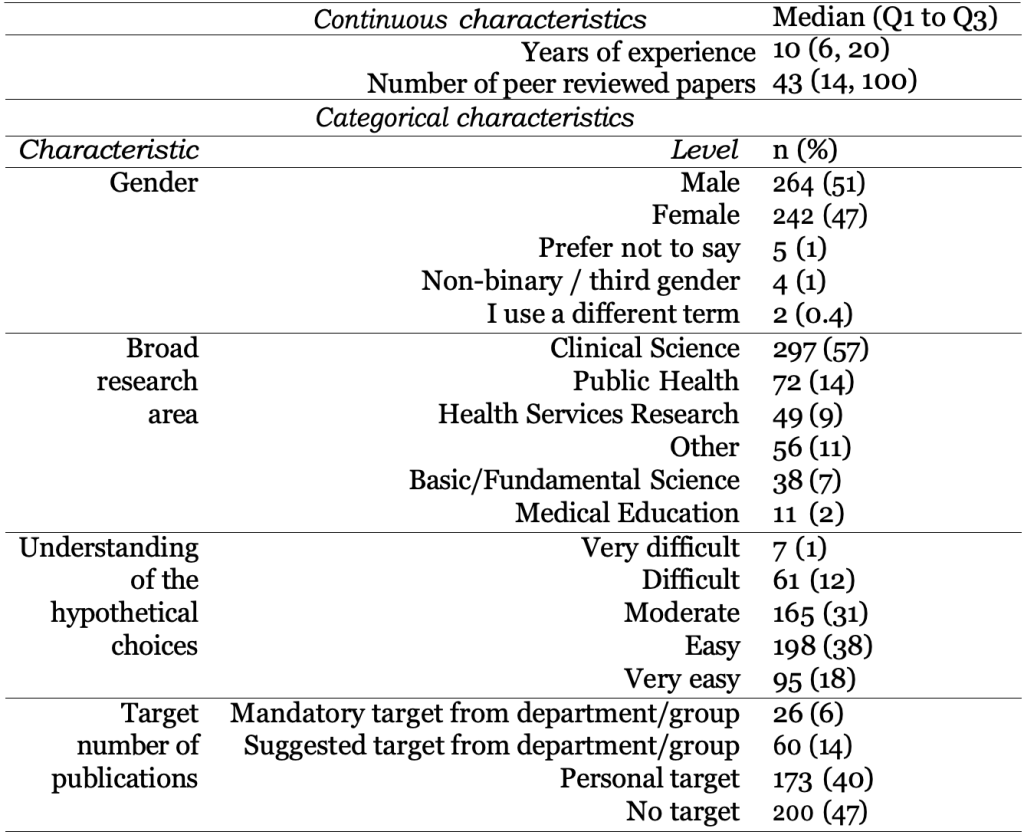 Continuous characteristics Median (Q1 to Q3)
Years of experience 10 (6, 20)
Number of peer reviewed papers 43 (14, 100)
Categorical characteristics
Characteristic Level n (%)
Gender Male 264 (51)
Female 242 (47)
Prefer not to say 5 (1)
Non-binary / third gender 4 (1)
I use a different term 2 (0.4)
Broad Clinical Science 297 (57)
research Public Health 72 (14)
area Health Services Research 49 (9)
Other 56 (11)
Basic/Fundamental Science 38 (7)
Medical Education 11 (2)
Understanding Very difficult 7 (1)
of the Difficult 61 (12)
hypothetical Moderate 165 (31)
choices Easy 198 (38)
Very easy 95 (18)
Target Mandatory target from department/group 26 (6)
number of Suggested target from department/group 60 (14)
publications Personal target 173 (40)
No target 200 (47)